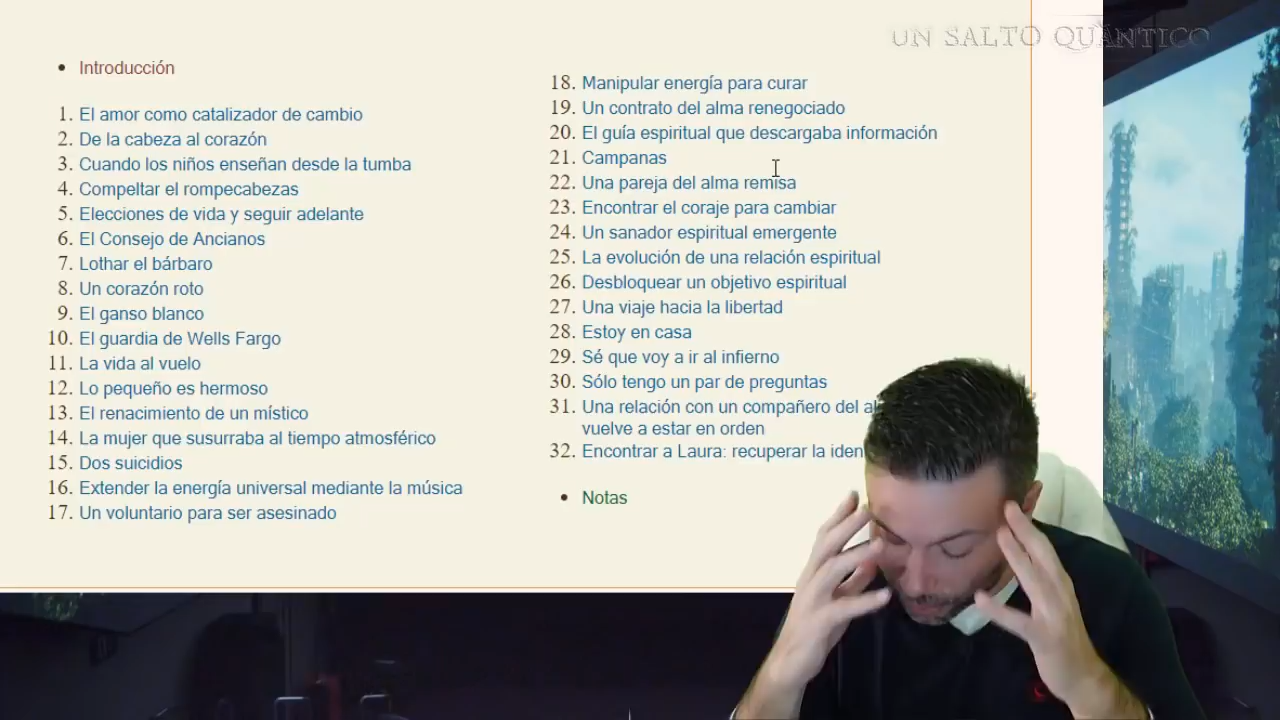 UN SALTO QUÀNTICO
• Introducción
1. El amor como catalizador de cambio
2. De la cabeza al corazón
3. Cuando los niños enseñan desde la tumba
4. Compeltar el rompecabezas
5. Elecciones de vida y seguir adelante
6. El Consejo de Ancianos
7. Lothar el bárbaro
8. Un corazón roto
9. El ganso blanco
10. El guardia de Wells Fargo
11. La vida al vuelo
12. Lo pequeño es hermoso
13. El renacimiento de un místico
14. La mujer que susurraba al tiempo atmosférico
15. Dos suicidios
16. Extender la energía universal mediante la música
17. Un voluntario para ser asesinado
18. Manipular energía para curar
19. Un contrato del alma renegociado
20. El guía espiritual que descargaba información
21. Campanas
22. Una pareja del alma remisa
23. Encontrar el coraje para cambiar
24. Un sanador espiritual emergente
25. La evolución de una relación espiritual
26. Desbloquear un objetivo espiritual
27. Una viaje hacia la libertad
28. Estoy en casa
29. Sé que voy a ir al infierno
30. Sólo tengo un par de preguntas
31. Una relación con un compañero del
vuelve a estar en orden
32. Encontrar a Laura: recuperar la
• Notas